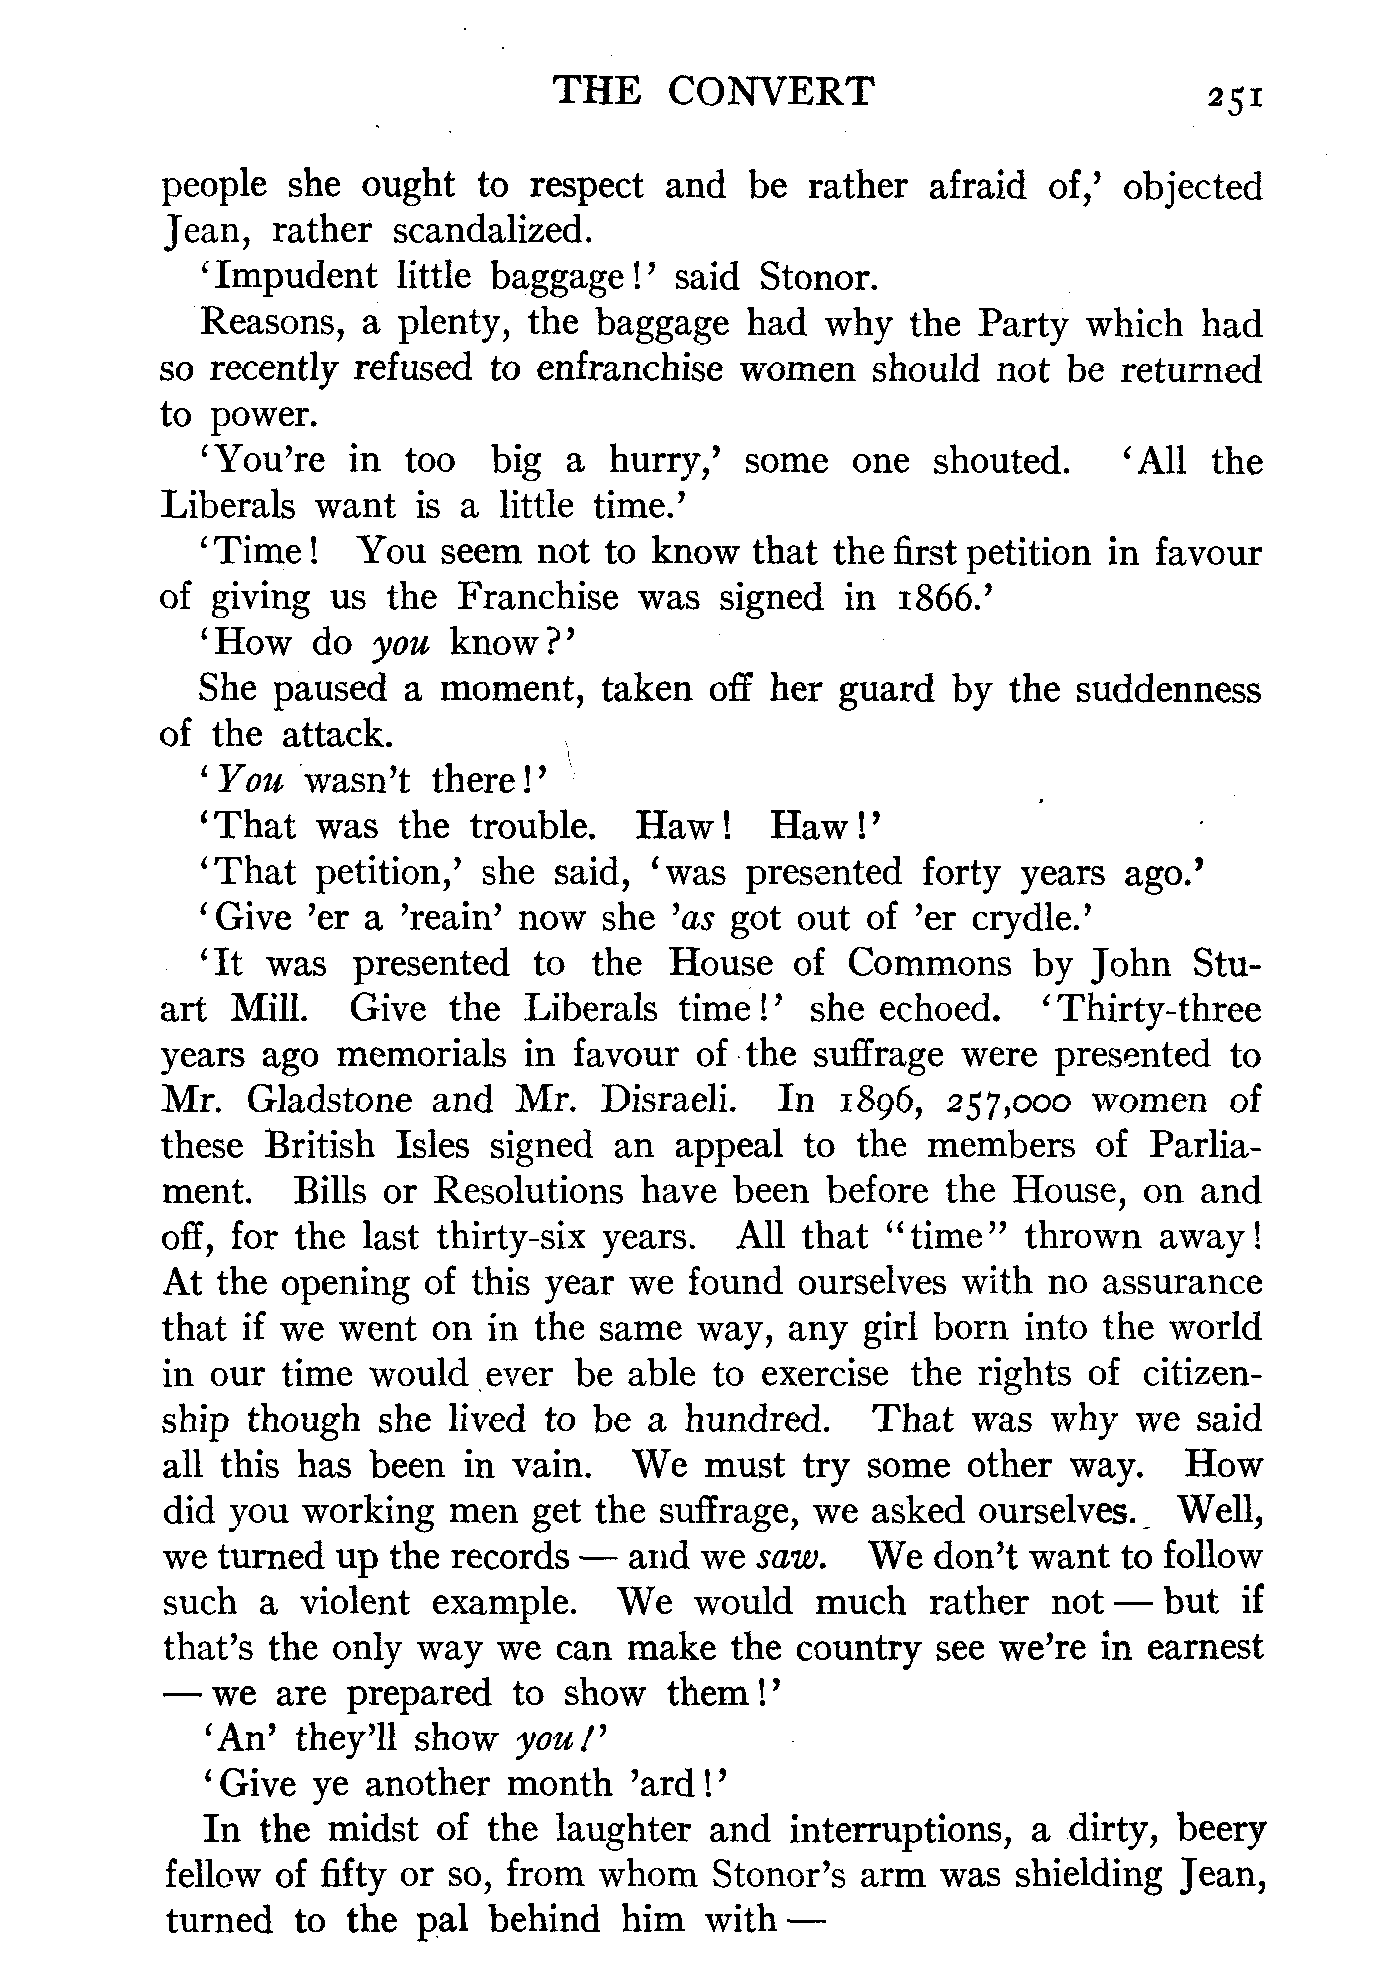 THE CONVERT 251
people she ought to respect and be rather afraid of,' objected
Jean, rather scandalized.
'Impudent little baggage!' said Stonor.
Reasons, a plenty, the baggage had why the Party which had
so recently refused to enfranchise women should not be returned
to power.
'You're in too big a hurry,' some one shouted. 'All the
Liberals want is a little time.'
'Time! You seem not to know that the first petition in favour
of giving us the Franchise was signed in 1866.'
'How do you know?'
She paused a moment, taken off her guard by the suddenness
of the attack.
'You wasn't there!'
'That was the trouble. Haw! Haw!'
'That petition,' she said, 'was presented forty years ago.'
'Give 'er a 'reain' now she 'as got out of 'er crydle.'
'It was presented to the House of Commons by John Stu-
art Mill. Give the Liberals time!' she echoed. 'Thirty-three
years ago memorials in favour of the suffrage were presented to
Mr. Gladstone and Mr. Disraeli. In 1896, 257,000 women of
these British Isles signed an appeal to the members of Parlia-
ment. Bills or Resolutions have been before the House, on and
off, for the last thirty-six years. All that "time" thrown away!
At the opening of this year we found ourselves with no assurance
that if we went on in the same way, any girl born into the world
in our time would ever be able to exercise the rights of citizen-
ship though she lived to be a hundred. That was why we said
all this has been in vain. We must try some other way. How
did you working men get the suffrage, we asked ourselves. Well,
we turned up the records — and we saw. We don't want to follow
such a violent example. We would much rather not — but if
that's the only way we can make the country see we're in earnest
— we are prepared to show them!'
'An' they'll show you!'
'Give ye another month 'ard!'
In the midst of the laughter and interruptions, a dirty, beery
fellow of fifty or so, from whom Stonor's arm was shielding Jean,
turned to the pal behind him with —